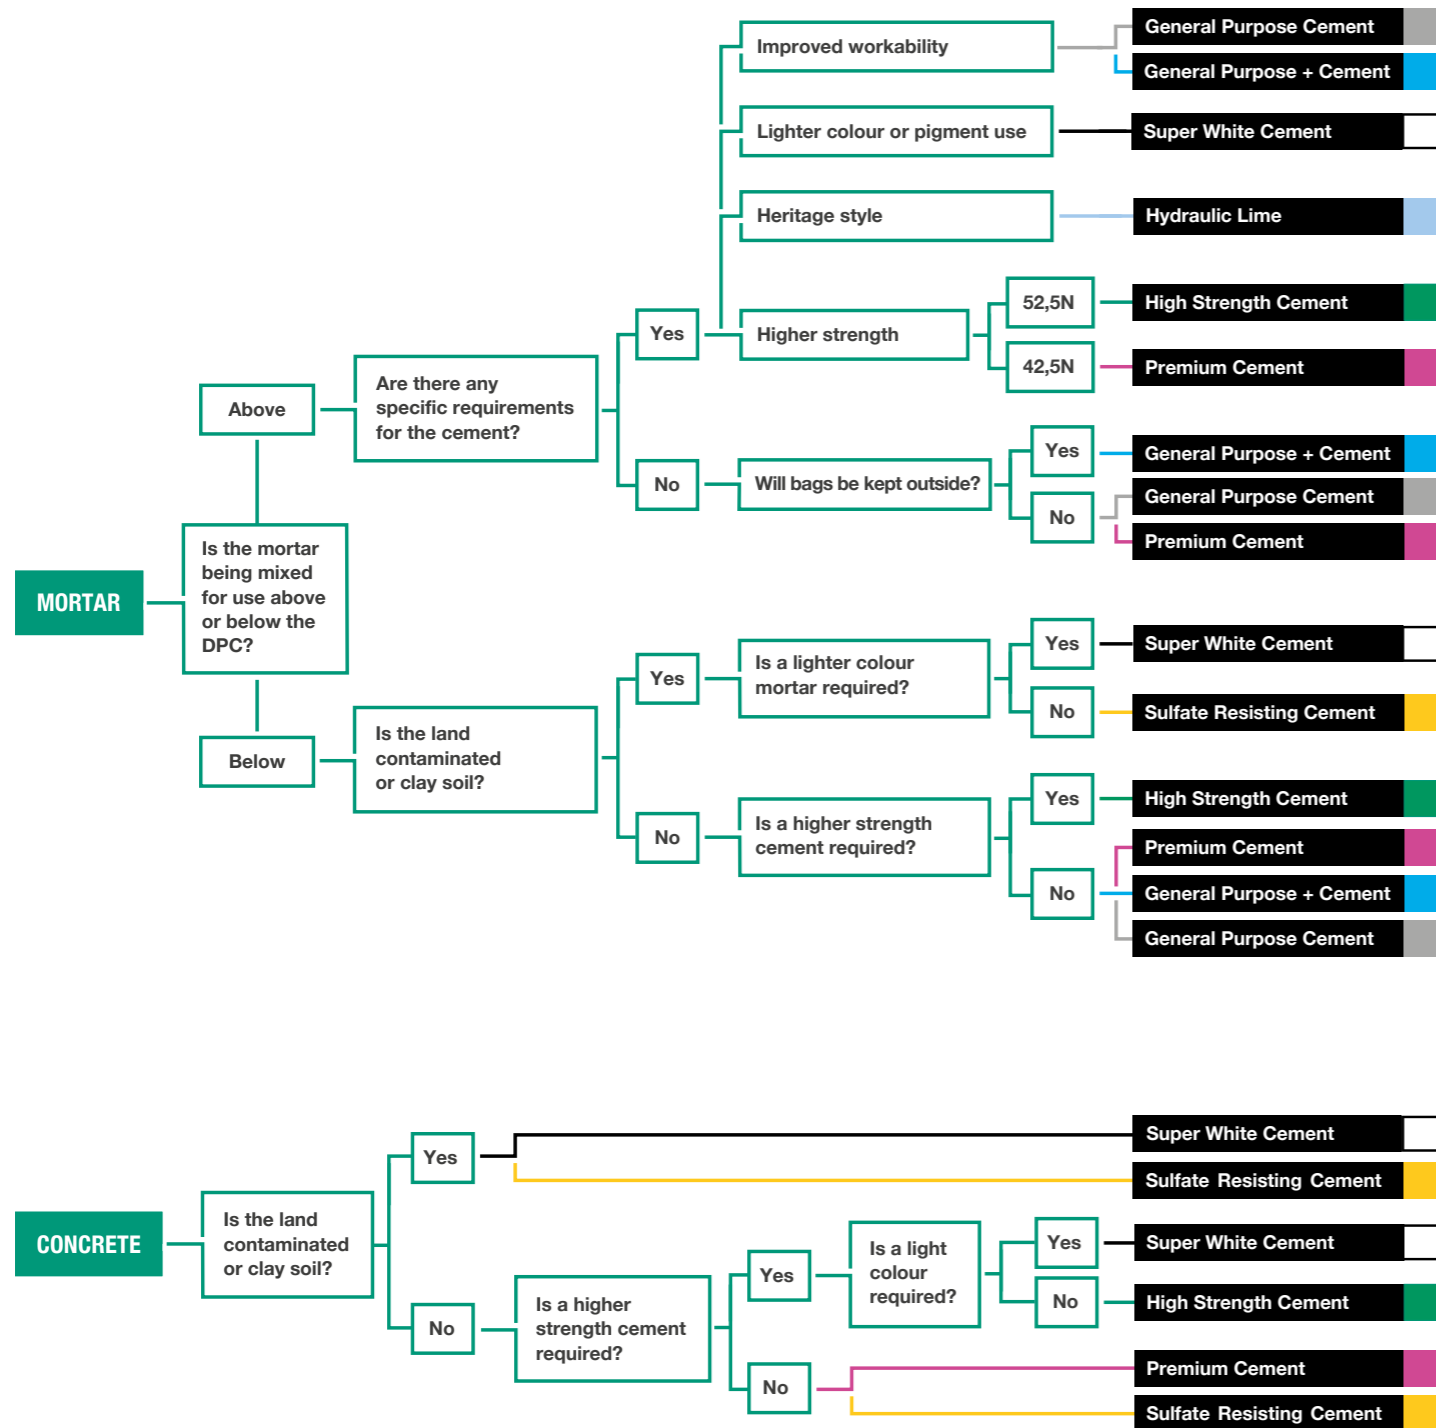 MORTAR
Is the mortar
being mixed
for use above
or below the
DPC?
Above
Are there any
specific requirements
for the cement?
Yes
Improved workability
General Purpose Cement
General Purpose + Cement
Lighter colour or pigment use
Super White Cement
Heritage style
Hydraulic Lime
Higher strength
52,5N
High Strength Cement
42,5N
Premium Cement
No
Will bags be kept outside?
Yes
General Purpose + Cement
No
General Purpose Cement
Premium Cement
Below
Is the land
contaminated
or clay soil?
Yes
Is a lighter colour
mortar required?
Yes
Super White Cement
No
Sulfate Resisting Cement
No
Is a higher strength
cement required?
Yes
High Strength Cement
No
Premium Cement
General Purpose + Cement
General Purpose Cement
CONCRETE
Is the land
contaminated
or clay soil?
Yes
Super White Cement
Sulfate Resisting Cement
No
Is a higher
strength cement
required?
Yes
Is a light
colour
required?
Yes
Super White Cement
No
High Strength Cement
No
Premium Cement
Sulfate Resisting Cement